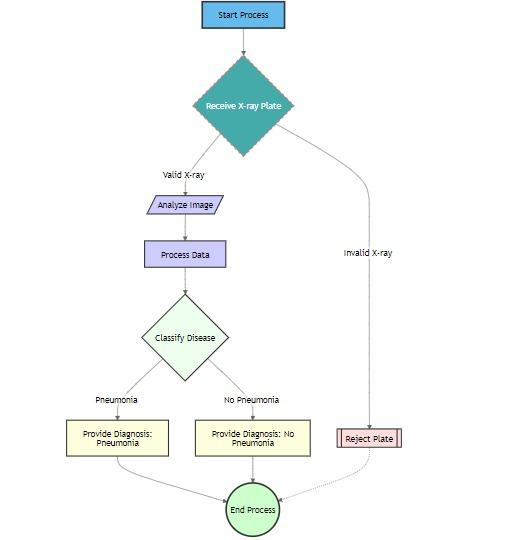 Start Process
Receive X-ray Plate
Valid X-ray
Analyze Image
Process Data
Invalid X-ray
Classify Disease
Pneumonia
No Pneumonia
Provide Diagnosis:
Pneumonia
Provide Diagnosis: No
Pneumonia
Reject Plate
End Process